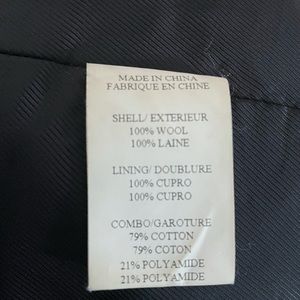 MADE IN CHINA
FABRIQUE EN CHINE
SHELL/ EXTERIEUR
100% WOOL
100% LAINE
LINING/ DOUBLURE
100% CUPRO
100% CUPRO
COMBO/GAROTURE
79% COTTON
79% COTON
21% POLYAMIDE
21% POLYAMIDE